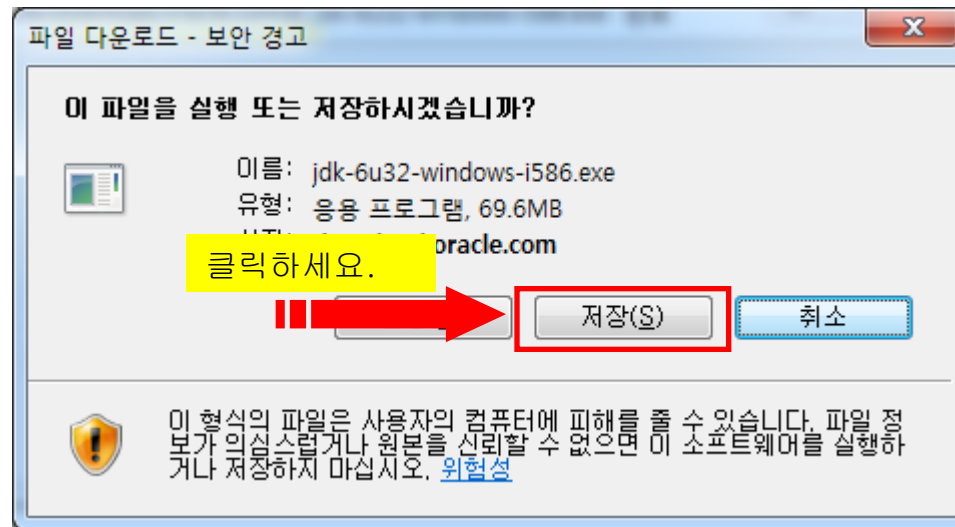 파일 다운로드 - 보안 경고
이 파일을 실행 또는 저장하시겠습니까?
이름: jdk-6u32-windows-i586.exe
유형: 응용 프로그램, 69.6MB
oracle.com
클릭하세요.
저장(S) 취소
이 형식의 파일은 사용자의 컴퓨터에 피해를 줄 수 있습니다. 파일 정
보가 의심스럽거나 원본을 신뢰할 수 없으면 이 소프트웨어를 실행하
거나 저장하지 마십시오. 위험성